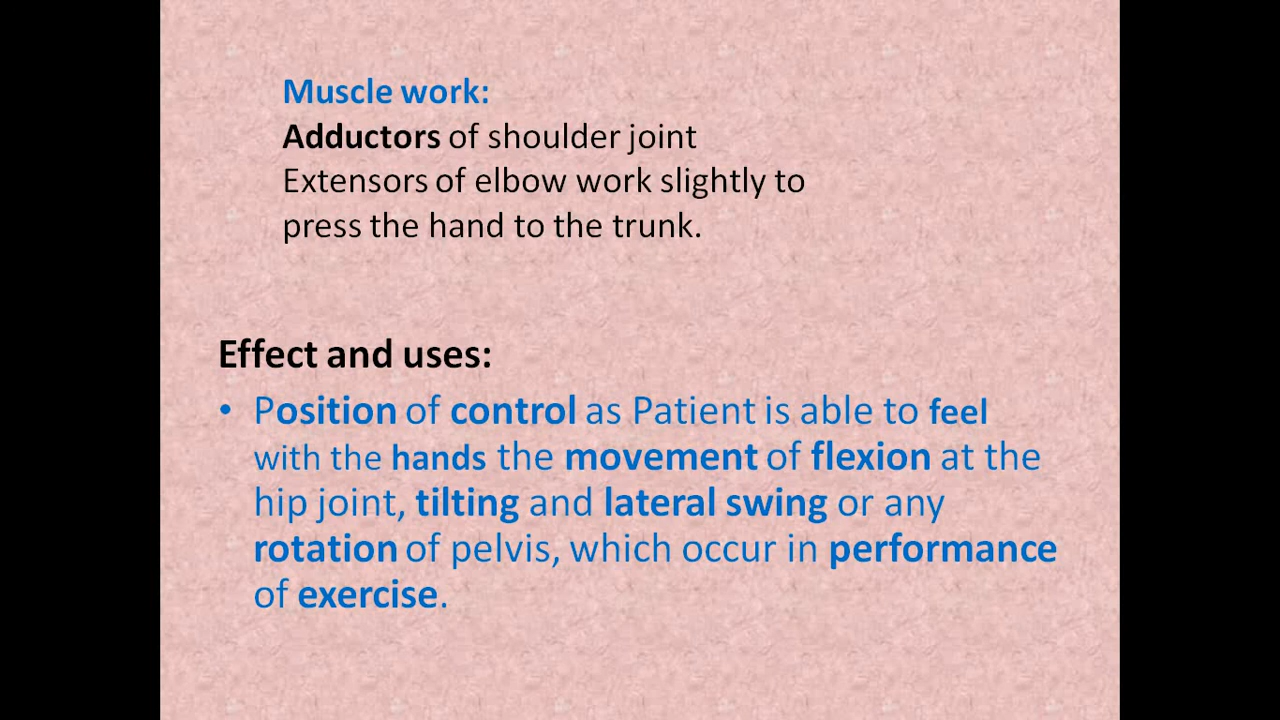 Muscle work:
Adductors of shoulder joint
Extensors of elbow work slightly to
press the hand to the trunk.
Effect and uses:
• Position of control as Patient is able to feel
with the hands the movement of flexion at the
hip joint, tilting and lateral swing or any
rotation of pelvis, which occur in performance
of exercise.